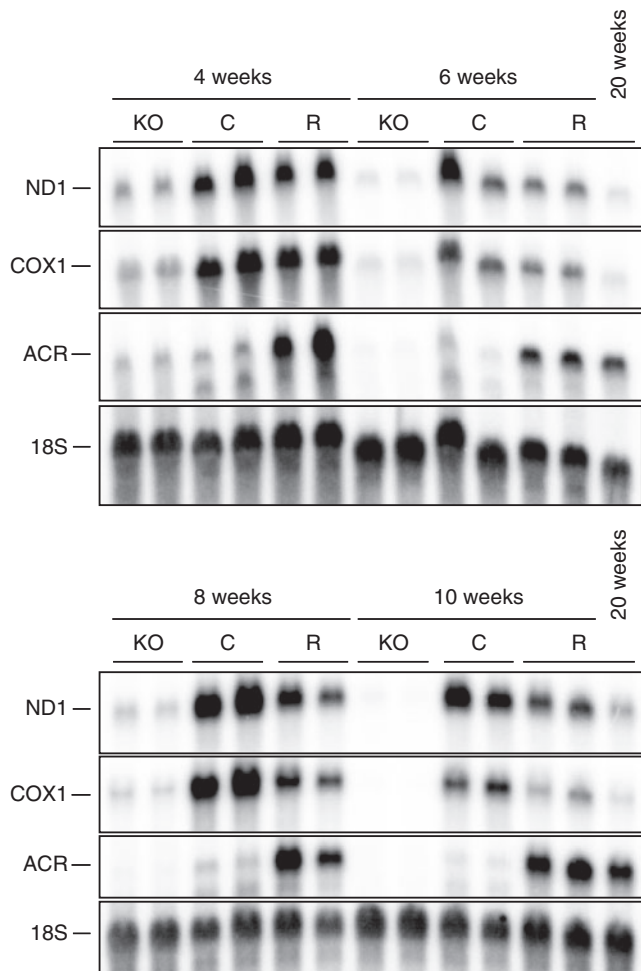 20 weeks
4 weeks 6 weeks
KO C R KO C R
ND1
COX1
ACR
18S
20 weeks
8 weeks 10 weeks
KO C R KO C R
ND1
COX1
ACR
18S